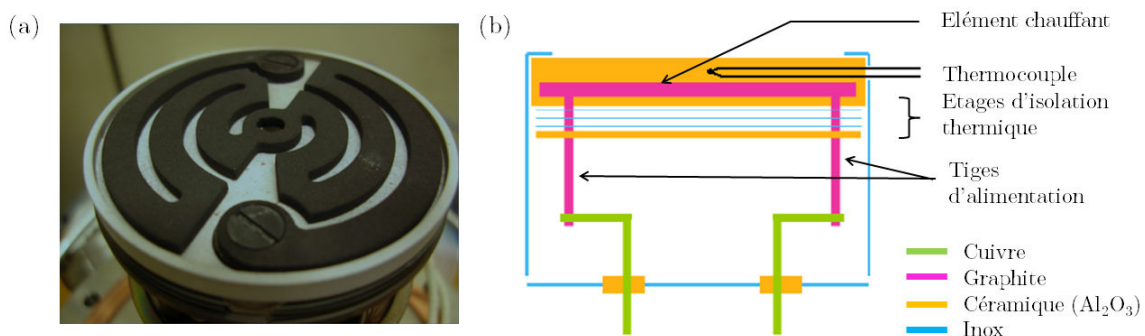 (a)
(b)
Elément chauffant
Thermocouple
Etages d'isolation
thermique
Tiges
d'alimentation
Cuivre
Graphite
Céramique (Al₂O₃)
Inox